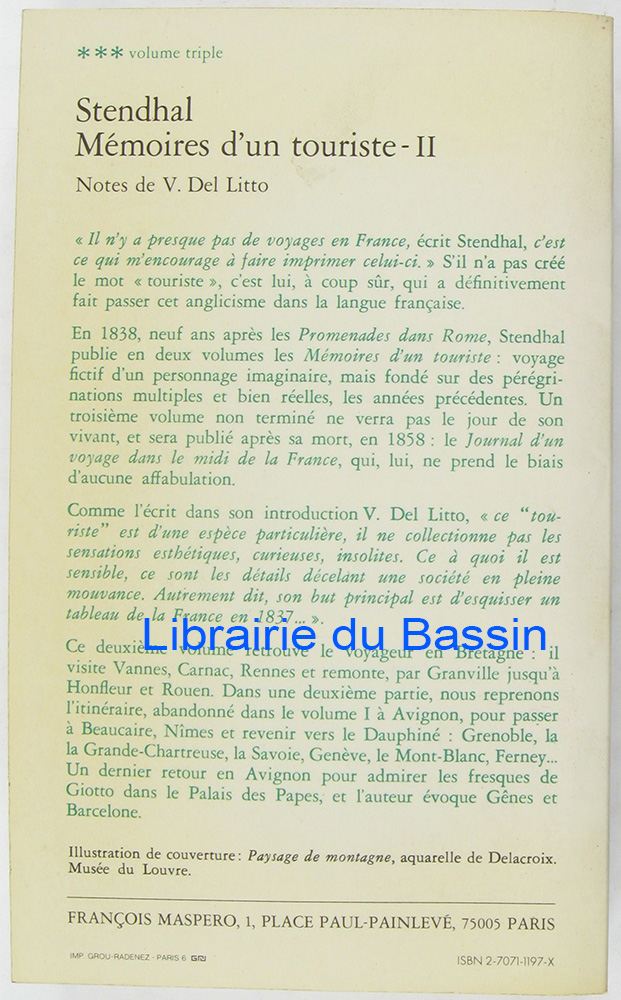 *** volume triple
Stendhal
Mémoires d'un touriste - II
Notes de V. Del Litto
« Il n'y a presque pas de voyages en France, écrit Stendhal, c'est
ce qui m'encourage à faire imprimer celui-ci. » S'il n'a pas créé
le mot « touriste », c'est lui, à coup sûr, qui a définitivement
fait passer cet anglicisme dans la langue française.
En 1838, neuf ans après les Promenades dans Rome, Stendhal
publie en deux volumes les Mémoires d'un touriste : voyage
fictif d'un personnage imaginaire, mais fondé sur des pérégri-
nations multiples et bien réelles, les années précédentes. Un
troisième volume non terminé ne verra pas le jour de son
vivant, et sera publié après sa mort, en 1858 : le Journal d'un
voyage dans le midi de la France, qui, lui, ne prend le biais
d'aucune affabulation.
Comme l'écrit dans son introduction V. Del Litto, « ce "tou-
riste" est d'une espèce particulière, il ne collectionne pas les
sensations esthétiques, curieuses, insolites. Ce à quoi il est
sensible, ce sont les détails décelant une société en pleine
mouvance. Autrement dit, son but principal est d'esquisser un
tableau de la France en 1837... ».
Librairie du Bassin
Ce deuxième volume retrouve le voyageur en Bretagne : il
visite Vannes, Carnac, Rennes et remonte, par Granville jusqu'à
Honfleur et Rouen. Dans une deuxième partie, nous reprenons
l'itinéraire, abandonné dans le volume I à Avignon, pour passer
à Beaucaire, Nîmes et revenir vers le Dauphiné : Grenoble, la
la Grande-Chartreuse, la Savoie, Genève, le Mont-Blanc, Ferney...
Un dernier retour en Avignon pour admirer les fresques de
Giotto dans le Palais des Papes, et l'auteur évoque Gênes et
Barcelone.
Illustration de couverture : Paysage de montagne, aquarelle de Delacroix.
Musée du Louvre.
FRANÇOIS MASPERO, 1, PLACE PAUL-PAINLEVÉ, 75005 PARIS
IMP. GROU-RADENEZ - PARIS 6 GRJ
ISBN 2-7071-1197-X